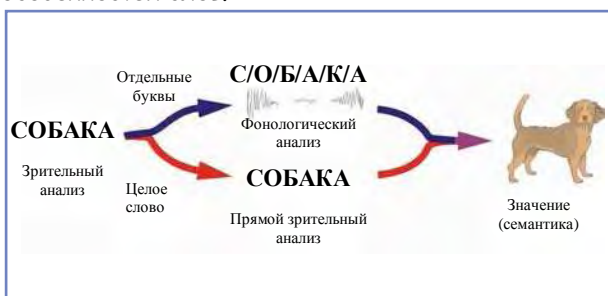 Отдельные
буквы
С/О/Б/А/К/А
Фонологический
анализ
СОБАКА
Зрительный
анализ
Целое
слово
СОБАКА
Прямой зрительный
анализ
Значение
(семантика)